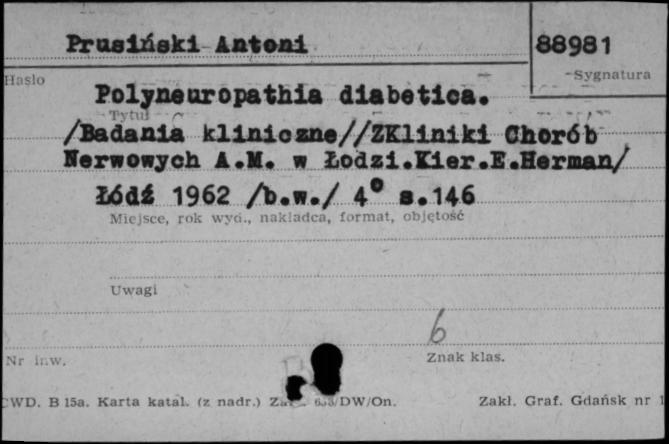 Prusiński Antoni 88981
Hasło
Sygnatura
Polyneuropathia diabetica.
Tytuł
/Badania kliniczne//ZKliniki Chorób
Nerwowych A.M. w Łodzi.Kier.E.Herman/
Łódź 1962 /b.w./ 4° s.146
Miejsce, rok wyd., nakładca, format, objętość
Uwagi
6
Nr inw.
Znak klas.
CWD. B 15a. Karta katal. (z nadr.) /DW/On. Zakł. Graf. Gdańsk nr 1